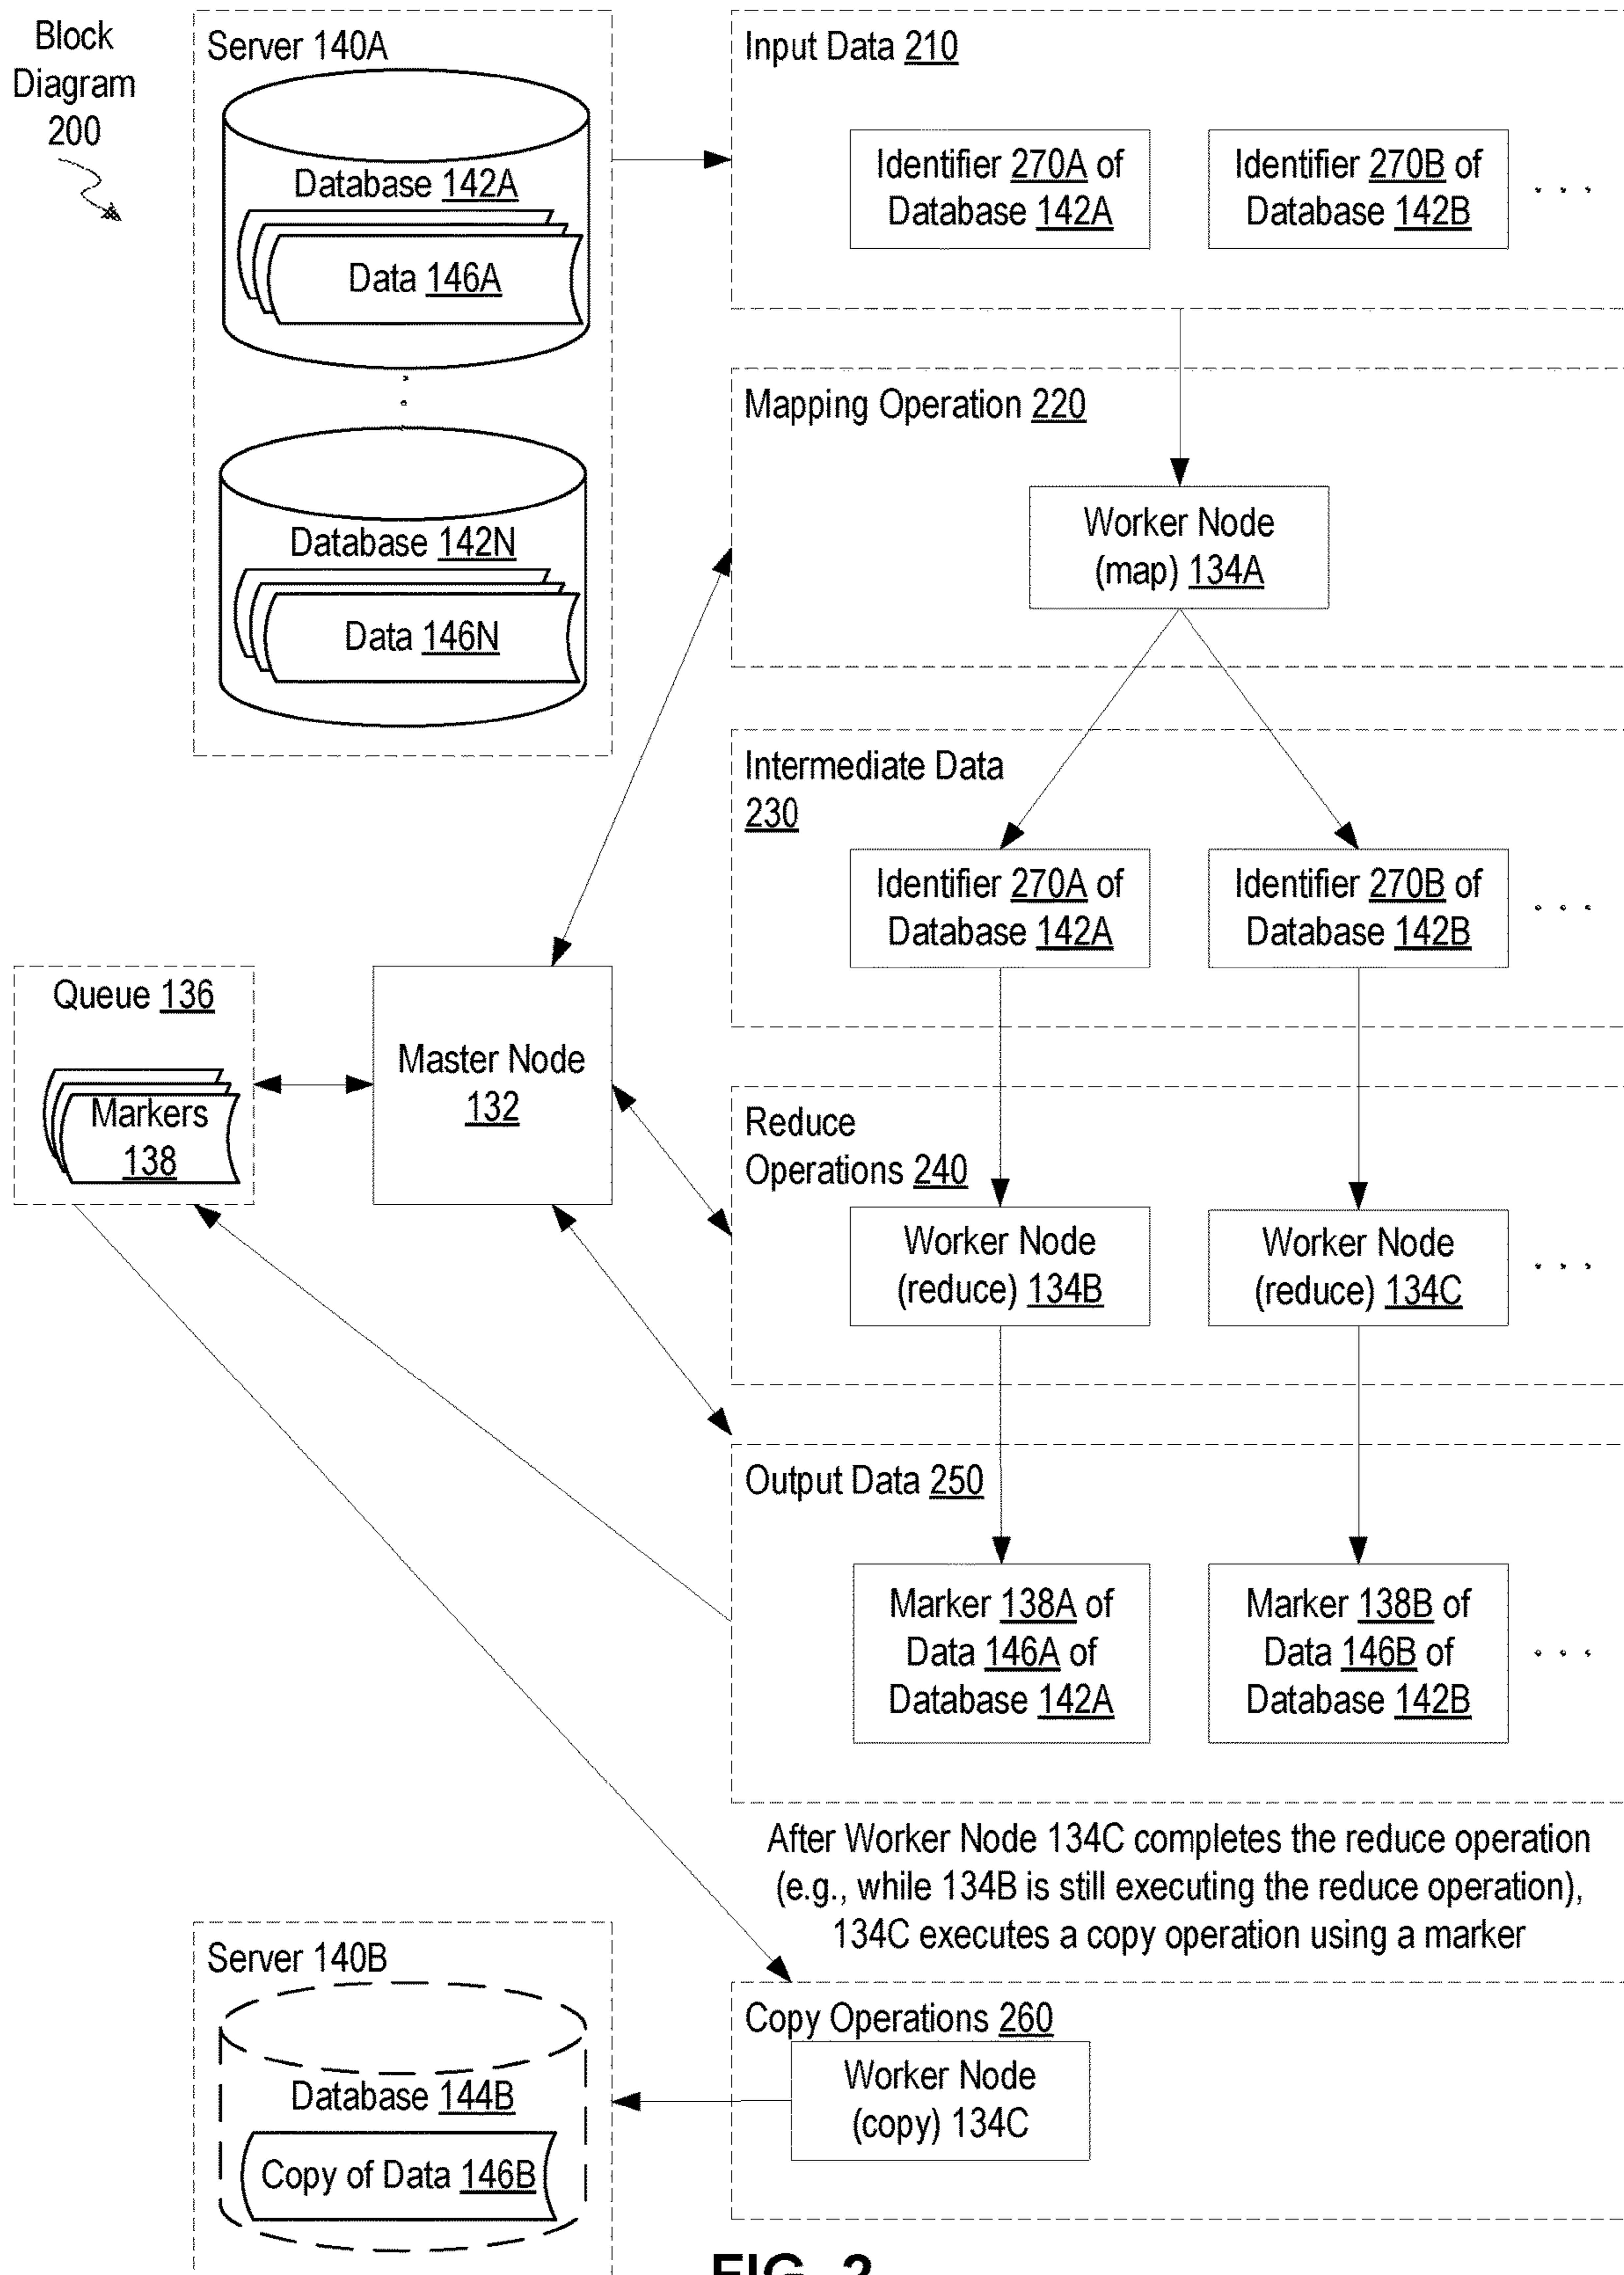 Block
Diagram
200
Server 140A
Database 142A
Data 146A
Database 142N
Data 146N
Input Data 210
Identifier 270A of
Database 142A
Identifier 270B of
Database 142B
. . .
Mapping Operation 220
Worker Node
(map) 134A
Intermediate Data
230
Identifier 270A of
Database 142A
Identifier 270B of
Database 142B
. . .
Queue 136
Markers
138
Master Node
132
Reduce
Operations 240
Worker Node
(reduce) 134B
Worker Node
(reduce) 134C
. . .
Output Data 250
Marker 138A of
Data 146A of
Database 142A
Marker 138B of
Data 146B of
Database 142B
. . .
After Worker Node 134C completes the reduce operation
(e.g., while 134B is still executing the reduce operation),
134C executes a copy operation using a marker
Server 140B
Database 144B
Copy of Data 146B
Copy Operations 260
Worker Node
(copy) 134C
FIG. 2